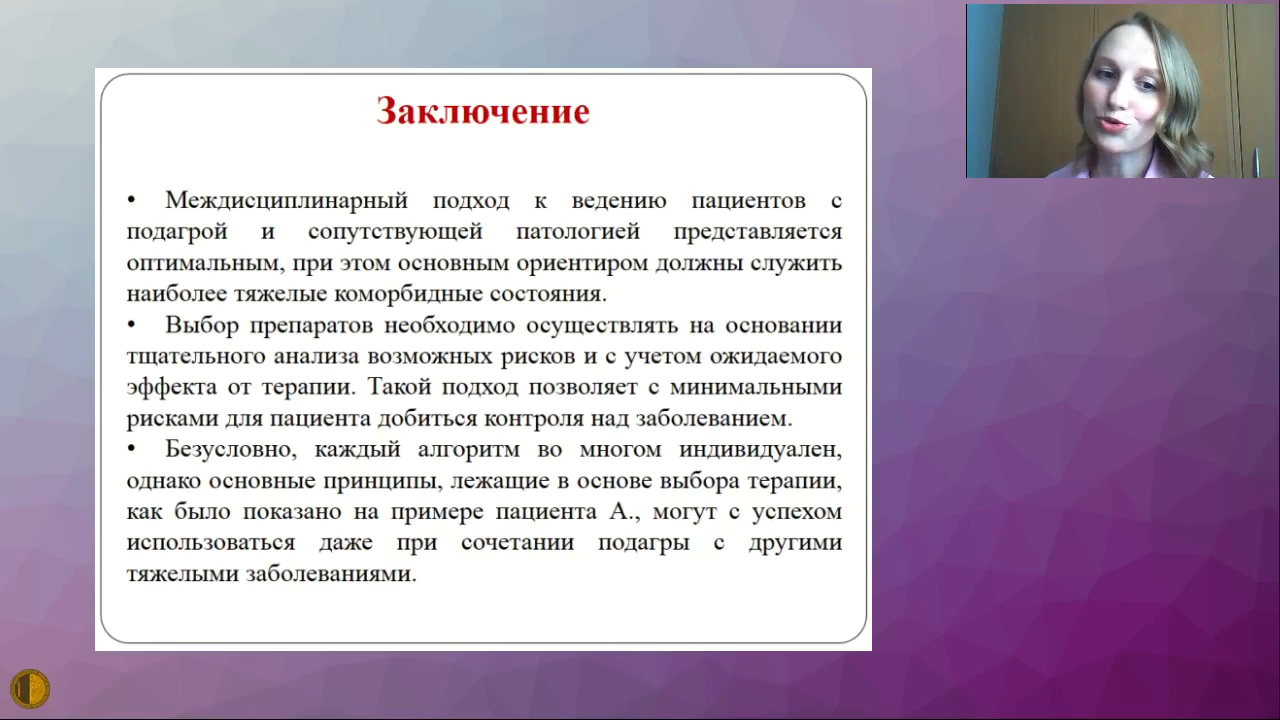 Заключение
• Междисциплинарный подход к ведению пациентов с
подагрой и сопутствующей патологией представляется
оптимальным, при этом основным ориентиром должны служить
наиболее тяжелые коморбидные состояния.
• Выбор препаратов необходимо осуществлять на основании
тщательного анализа возможных рисков и с учетом ожидаемого
эффекта от терапии. Такой подход позволяет с минимальными
рисками для пациента добиться контроля над заболеванием.
• Безусловно, каждый алгоритм во многом индивидуален,
однако основные принципы, лежащие в основе выбора терапии,
как было показано на примере пациента А., могут с успехом
использоваться даже при сочетании подагры с другими
тяжелыми заболеваниями.